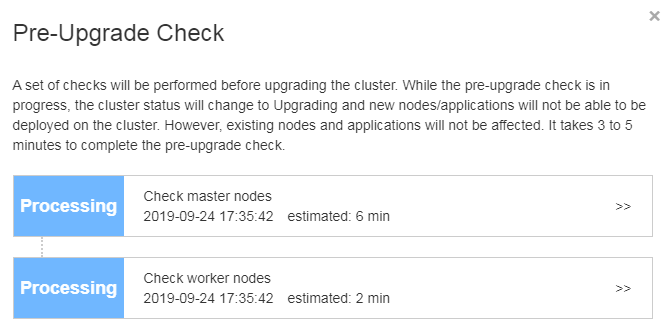 Pre-Upgrade Check
A set of checks will be performed before upgrading the cluster. While the pre-upgrade check is in
progress, the cluster status will change to Upgrading and new nodes/applications will not be able to be
deployed on the cluster. However, existing nodes and applications will not be affected. It takes 3 to 5
minutes to complete the pre-upgrade check.
Processing
Check master nodes
2019-09-24 17:35:42 estimated: 6 min
>>
Processing
Check worker nodes
2019-09-24 17:35:42 estimated: 2 min
>>